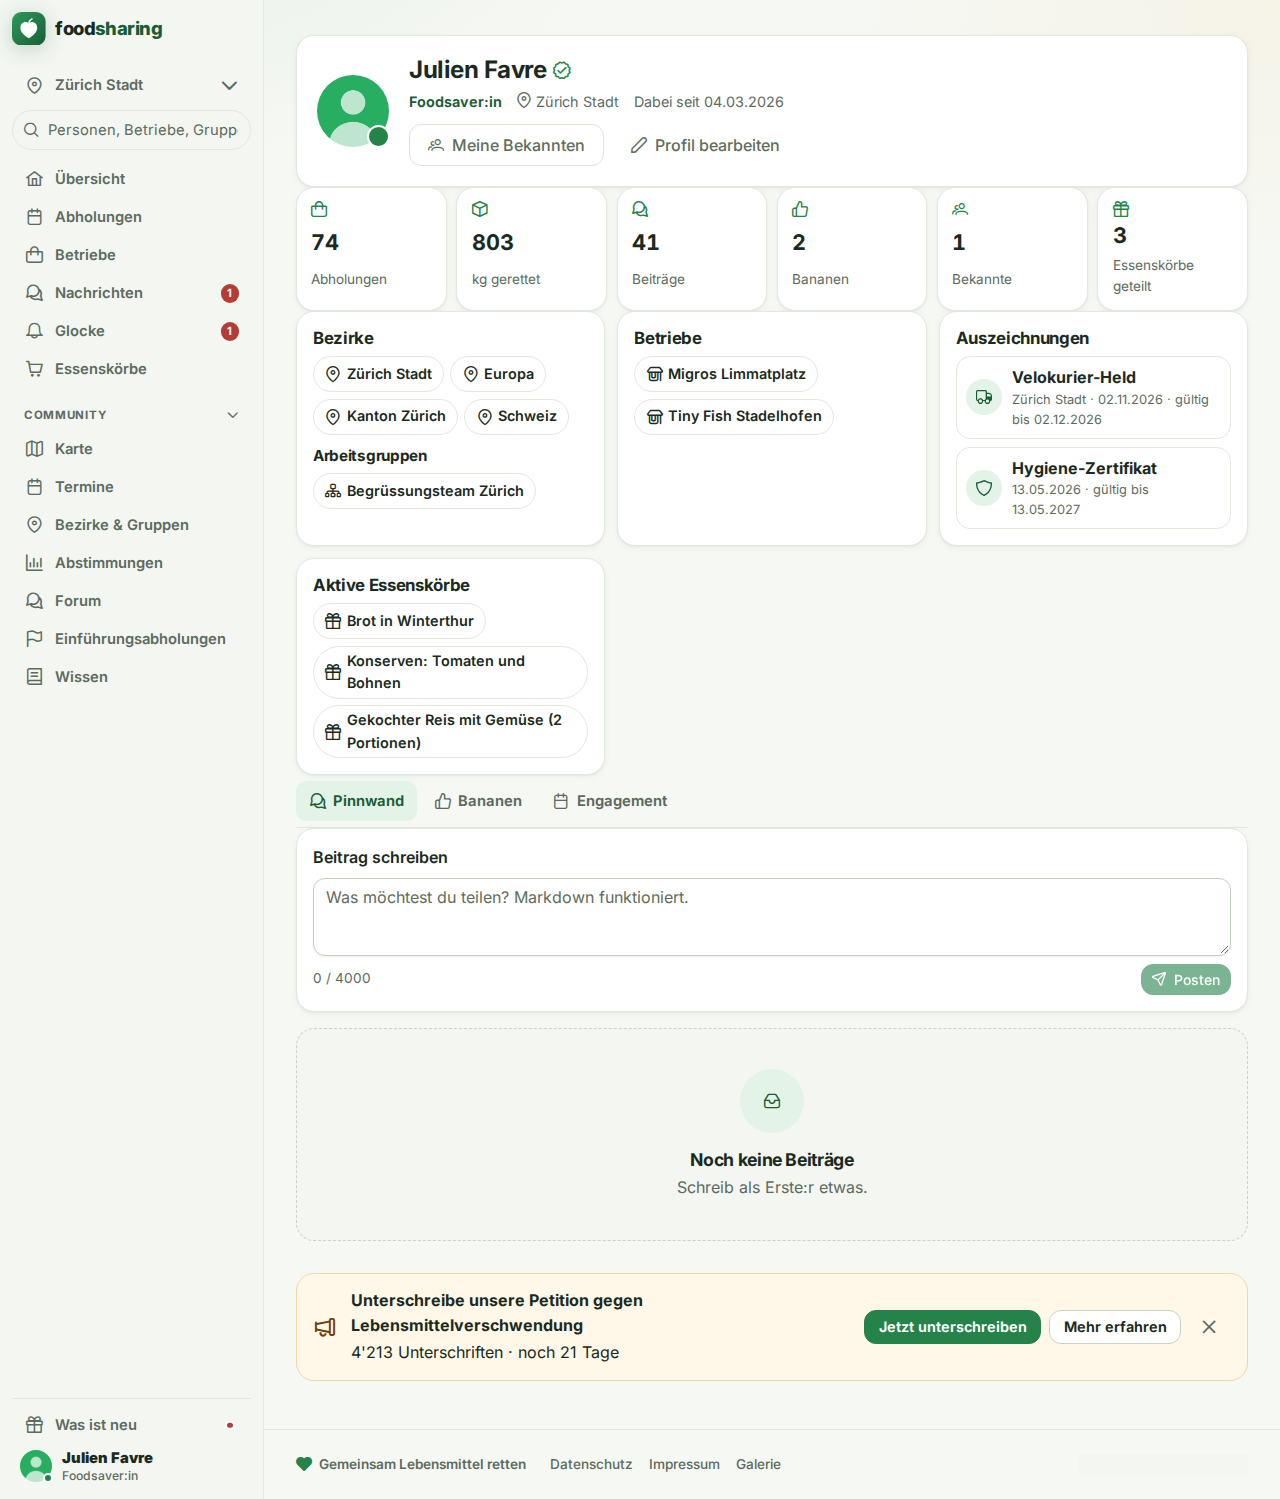 foodsharing
Zürich Stadt
Personen, Betriebe, Grupp
Übersicht
Abholungen
Betriebe
Nachrichten 1
Glocke 1
Essenskörbe
COMMUNITY
Karte
Termine
Bezirke & Gruppen
Abstimmungen
Forum
Einführungsabholungen
Wissen
Was ist neu
Julien Favre
Foodsaver:in
Julien Favre
Foodsaver:in Zürich Stadt Dabei seit 04.03.2026
Meine Bekannten Profil bearbeiten
74
Abholungen
803
kg gerettet
41
Beiträge
2
Bananen
1
Bekannte
3
Essenskörbe
geteilt
Bezirke
Zürich Stadt Europa
Kanton Zürich Schweiz
Arbeitsgruppen
Begrüssungsteam Zürich
Betriebe
Migros Limmatplatz
Tiny Fish Stadelhofen
Auszeichnungen
Velokurier-Held
Zürich Stadt · 02.11.2026 · gültig
bis 02.12.2026
Hygiene-Zertifikat
13.05.2026 · gültig bis
13.05.2027
Aktive Essenskörbe
Brot in Winterthur
Konserven: Tomaten und
Bohnen
Gekochter Reis mit Gemüse (2
Portionen)
Pinnwand Bananen Engagement
Beitrag schreiben
Was möchtest du teilen? Markdown funktioniert.
0 / 4000
Posten
Noch keine Beiträge
Schreib als Erste:r etwas.
Unterschreibe unsere Petition gegen
Lebensmittelverschwendung
4'213 Unterschriften · noch 21 Tage
Jetzt unterschreiben Mehr erfahren
Gemeinsam Lebensmittel retten Datenschutz Impressum Galerie